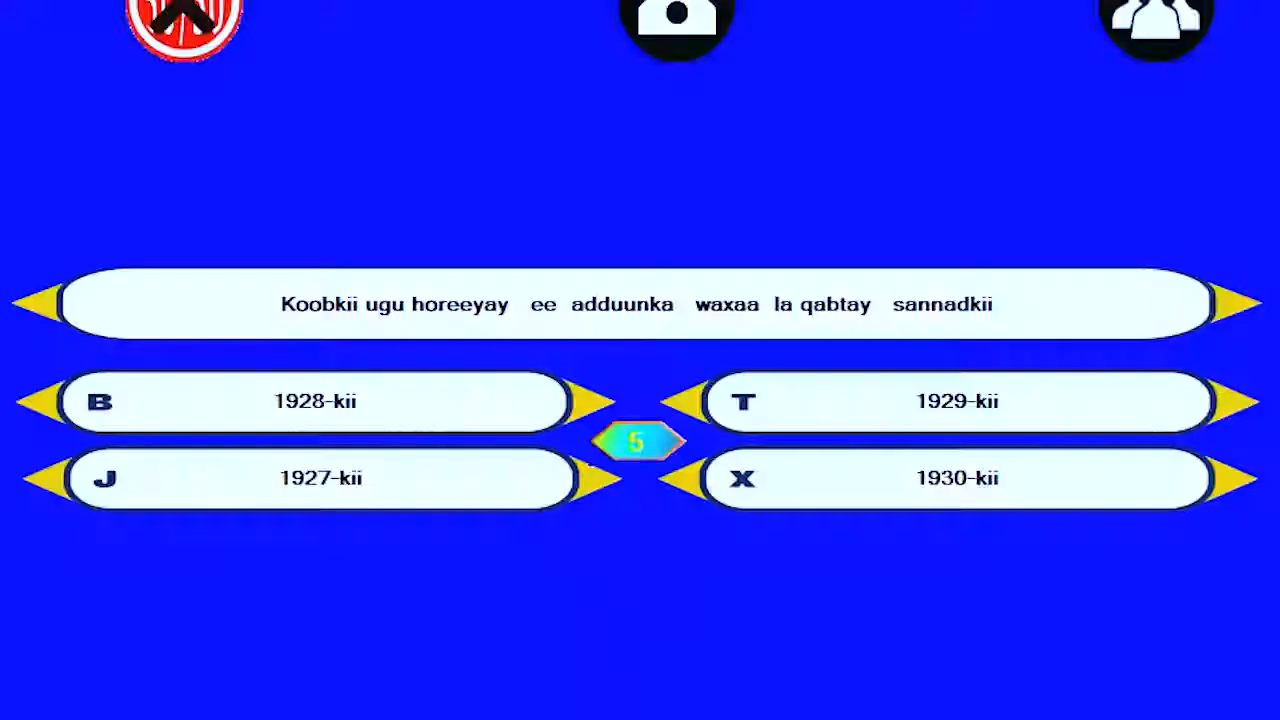 Koobkii ugu horeeyay ee adduunka waxaa la qabtay sannadkii
B 1928-kii
T 1929-kii
5
J 1927-kii
X 1930-kii